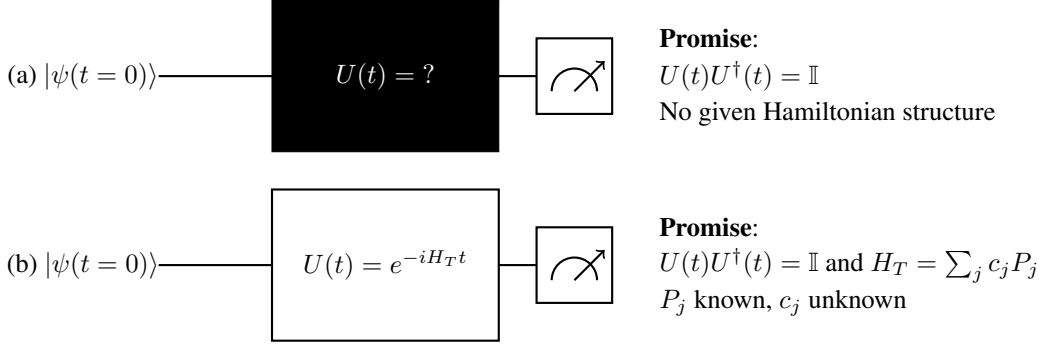 (a) |ψ(t = 0)⟩
U(t) = ?
Promise:
U(t)U†(t) = 𝕀
No given Hamiltonian structure
(b) |ψ(t = 0)⟩
U(t) = e^{-iH_T t}
Promise:
U(t)U†(t) = 𝕀 and H_T = ∑_j c_j P_j
P_j known, c_j unknown